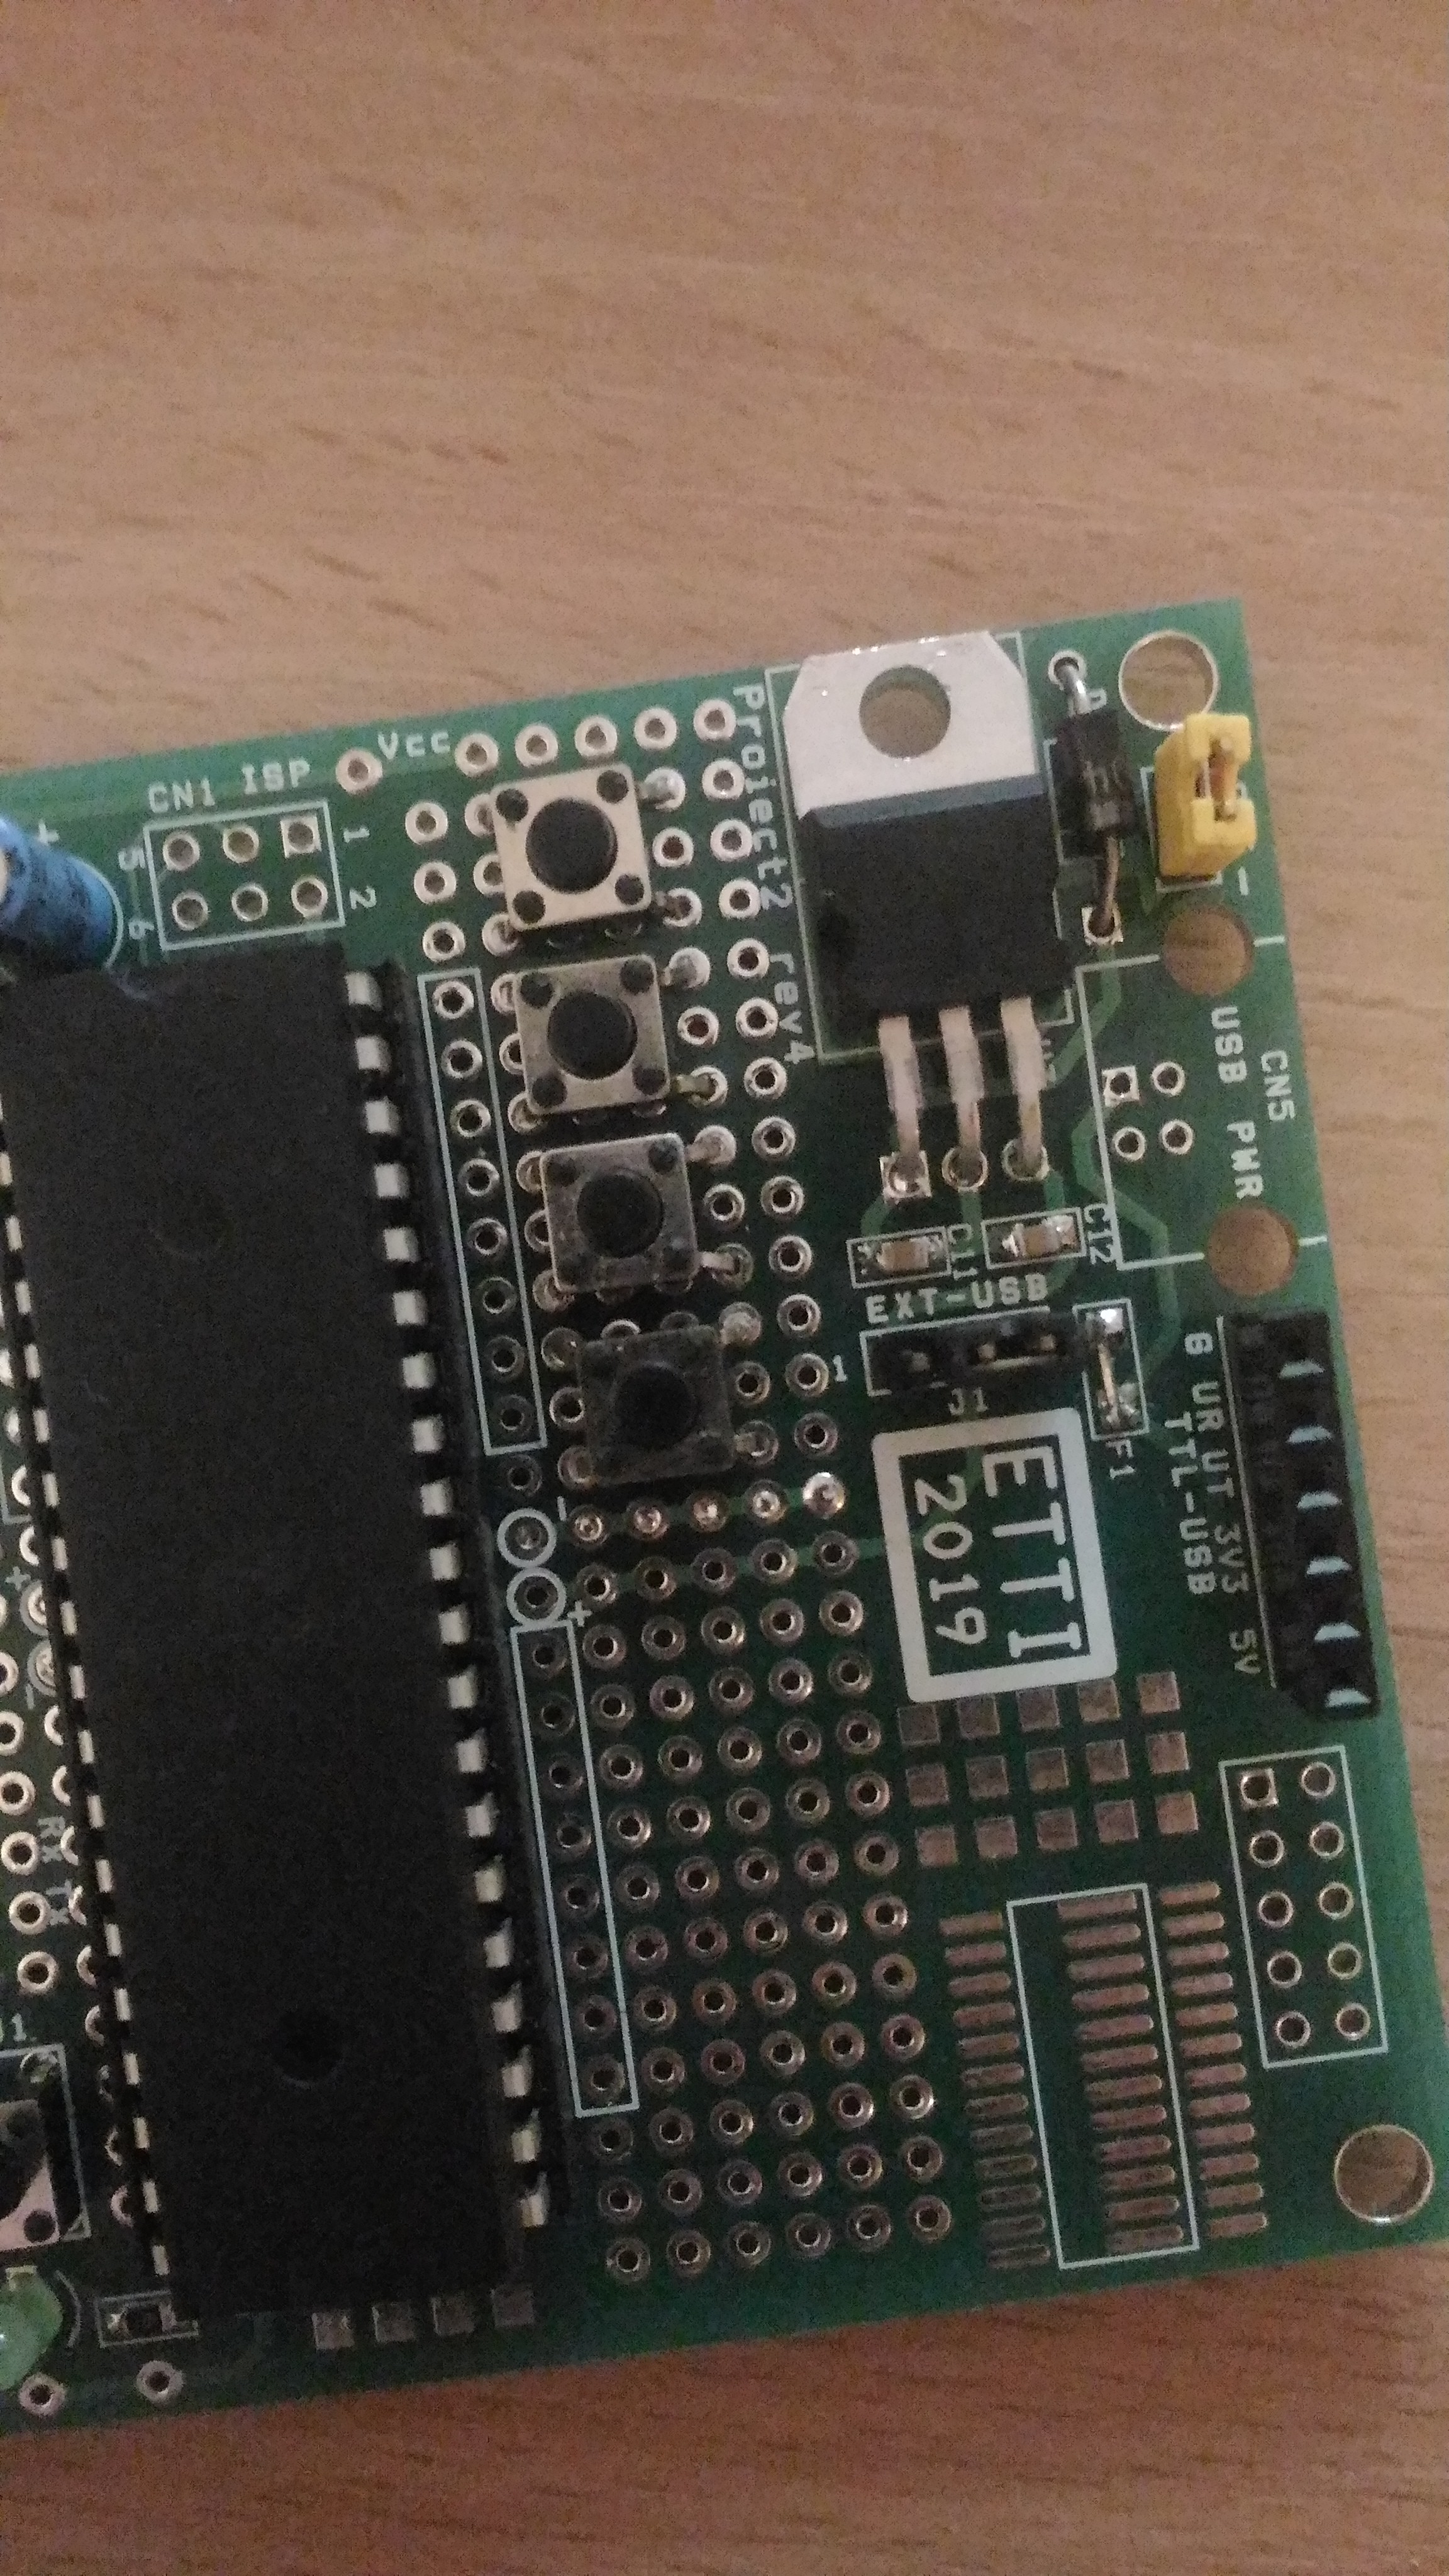 Vcc
CN1 ISP
1
5
2
6
+
Project2 rev4
-
CN5
USB PWR
C11
C12
EXT-USB
1
J1
F1
G UR UT 3V3 5V
TTL-USB
ETTI
2019
-
+
+
-
Rx Tx